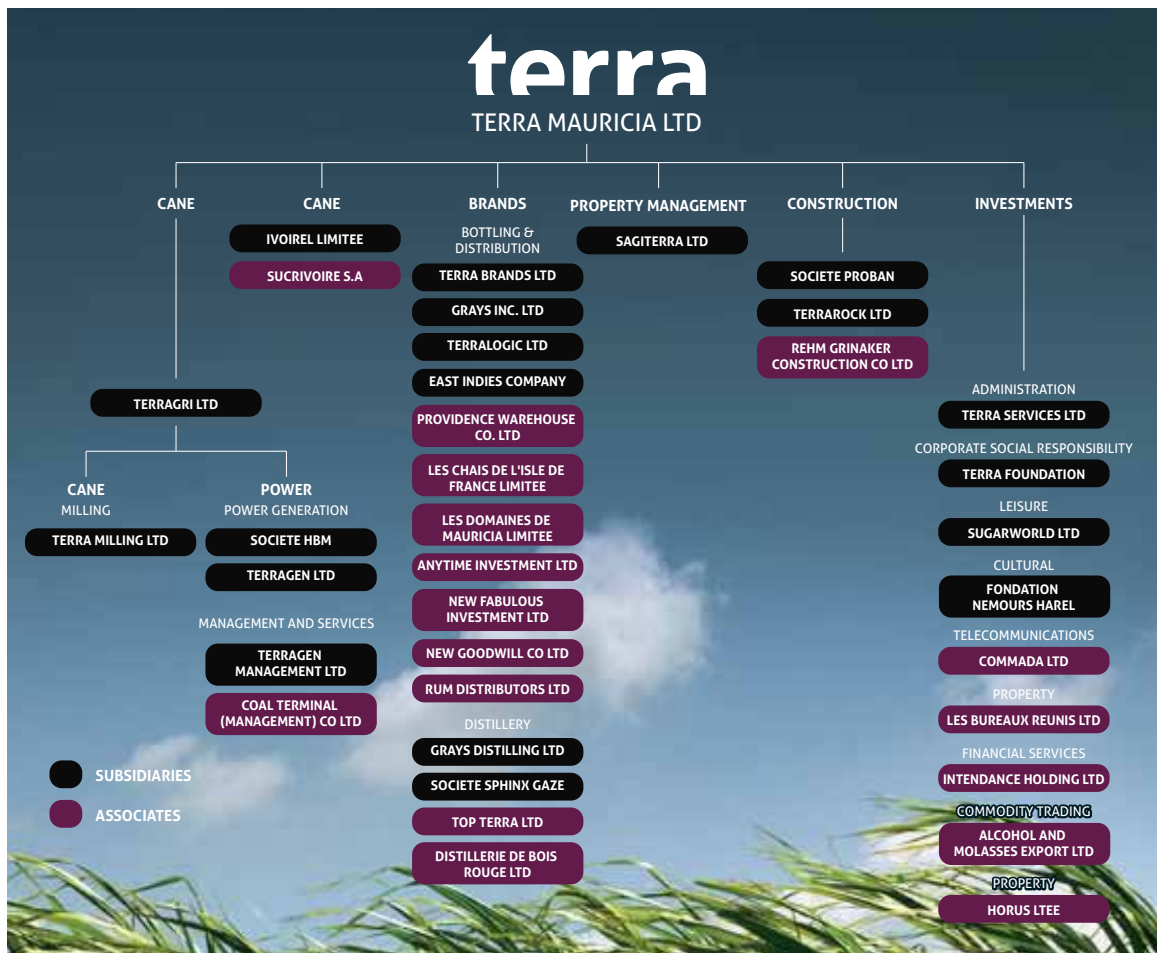 terra
TERRA MAURICIA LTD
CANE
TERRAGRI LTD
CANE
MILLING
TERRA MILLING LTD
POWER
POWER GENERATION
SOCIETE HBM
TERRAGEN LTD
MANAGEMENT AND SERVICES
TERRAGEN
MANAGEMENT LTD
COAL TERMINAL
(MANAGEMENT) CO LTD
CANE
IVOIREL LIMITEE
SUCRIVOIRE S.A
BRANDS
BOTTLING &
DISTRIBUTION
TERRA BRANDS LTD
GRAYS INC. LTD
TERRALOGIC LTD
EAST INDIES COMPANY
PROVIDENCE WAREHOUSE
CO. LTD
LES CHAIS DE L'ISLE DE
FRANCE LIMITEE
LES DOMAINES DE
MAURICIA LIMITEE
ANYTIME INVESTMENT LTD
NEW FABULOUS
INVESTMENT LTD
NEW GOODWILL CO LTD
RUM DISTRIBUTORS LTD
DISTILLERY
GRAYS DISTILLING LTD
SOCIETE SPHINX GAZE
TOP TERRA LTD
DISTILLERIE DE BOIS
ROUGE LTD
PROPERTY MANAGEMENT
SAGITERRA LTD
CONSTRUCTION
SOCIETE PROBAN
TERRAROCK LTD
REHM GRINAKER
CONSTRUCTION CO LTD
INVESTMENTS
ADMINISTRATION
TERRA SERVICES LTD
CORPORATE SOCIAL RESPONSIBILITY
TERRA FOUNDATION
LEISURE
SUGARWORLD LTD
CULTURAL
FONDATION
NEMOURS HAREL
TELECOMMUNICATIONS
COMMADA LTD
PROPERTY
LES BUREAUX REUNIS LTD
FINANCIAL SERVICES
INTENDANCE HOLDING LTD
COMMODITY TRADING
ALCOHOL AND
MOLASSES EXPORT LTD
PROPERTY
HORUS LTEE
SUBSIDIARIES
ASSOCIATES